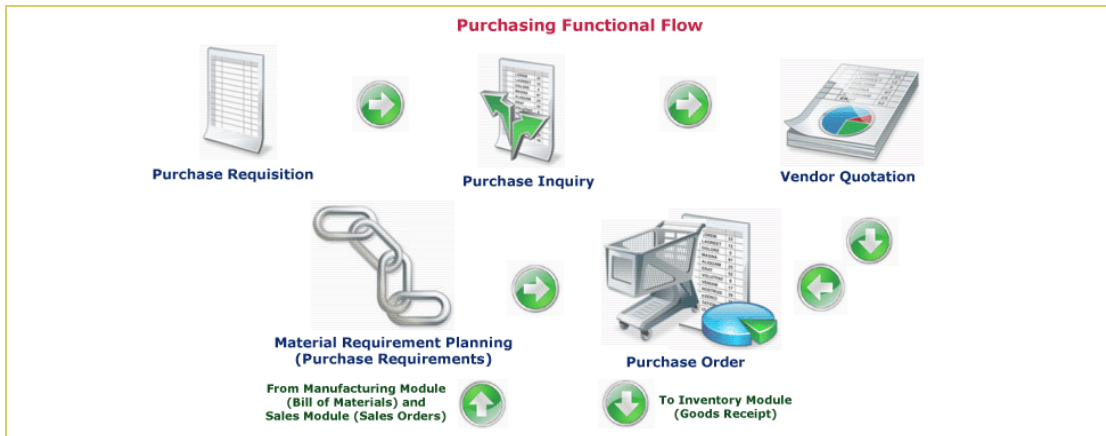 Purchasing Functional Flow
Purchase Requisition
Purchase Inquiry
Vendor Quotation
Material Requirement Planning
(Purchase Requirements)
Purchase Order
From Manufacturing Module
(Bill of Materials) and
Sales Module (Sales Orders)
To Inventory Module
(Goods Receipt)